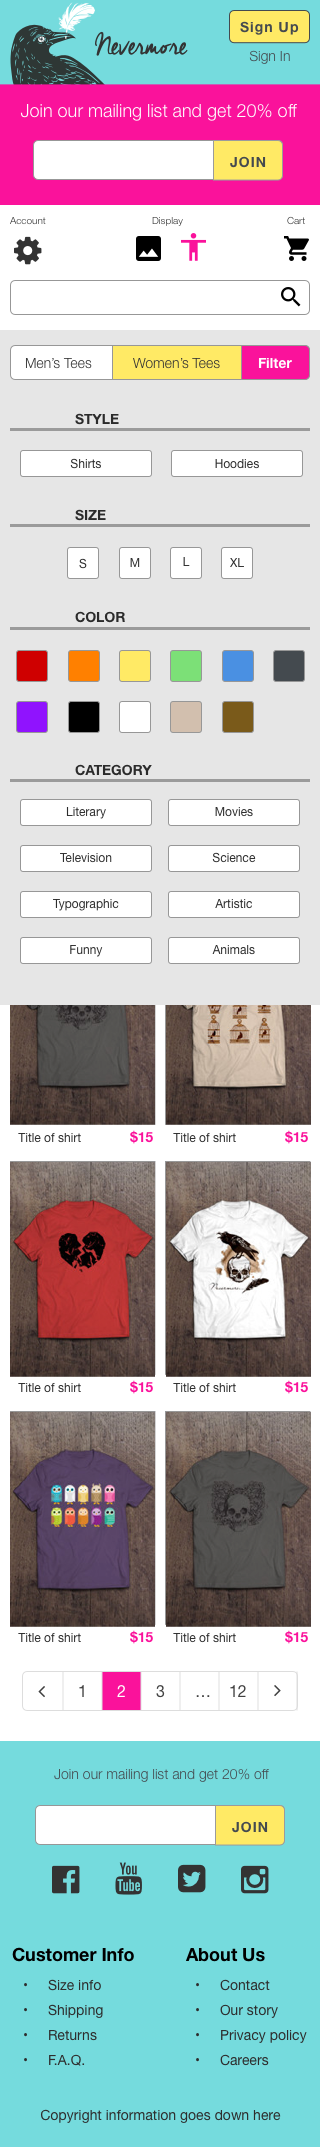 Nevermore
Sign Up
Sign In
Join our mailing list and get 20% off
JOIN
Account
Display
Cart
Men's Tees
Women's Tees
Filter
STYLE
Shirts
Hoodies
SIZE
S
M
L
XL
COLOR
CATEGORY
Literary
Movies
Television
Science
Typographic
Artistic
Funny
Animals
Title of shirt $15
Title of shirt $15
Nevermore
Title of shirt $15
Title of shirt $15
Title of shirt $15
Title of shirt $15
1 2 3 ... 12
Join our mailing list and get 20% off
JOIN
You
Tube
Customer Info
• Size info
• Shipping
• Returns
• F.A.Q.
About Us
• Contact
• Our story
• Privacy policy
• Careers
Copyright information goes down here